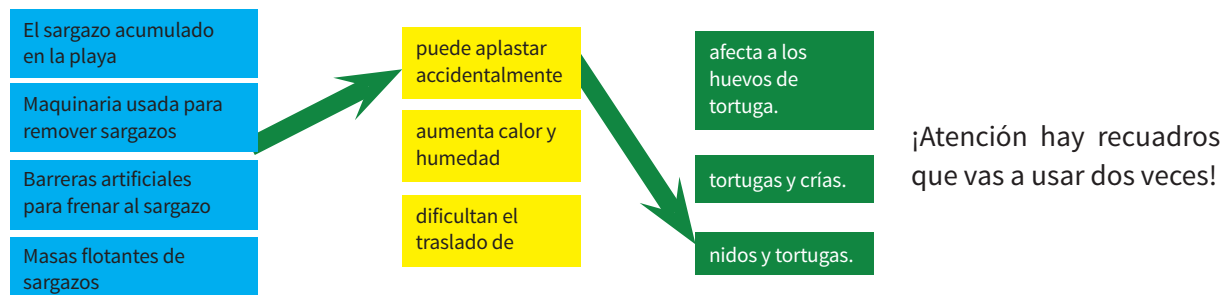 El sargazo acumulado
en la playa
Maquinaria usada para
remover sargazos
Barreras artificiales
para frenar al sargazo
Masas flotantes de
sargazos
puede aplastar
accidentalmente
aumenta calor y
humedad
dificultan el
traslado de
afecta a los
huevos de
tortuga.
tortugas y crías.
nidos y tortugas.
¡Atención hay recuadros
que vas a usar dos veces!